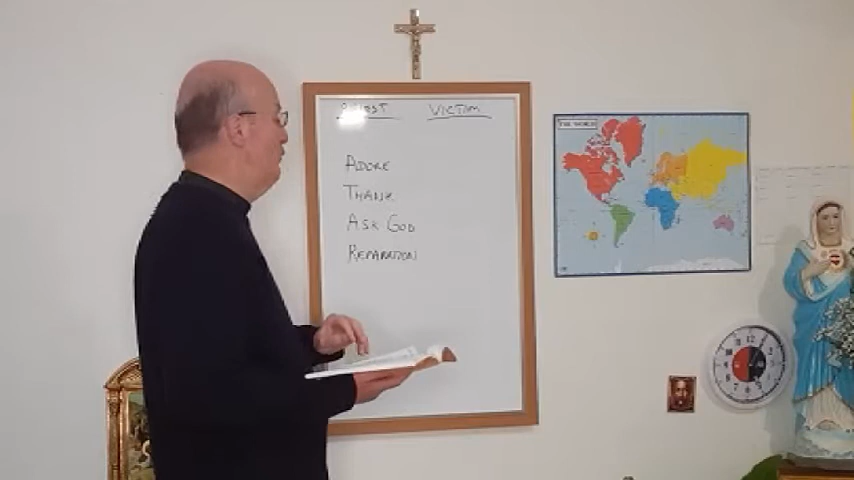 PRIEST VICTIM
ADORE
THANK
ASK GOD
REPARATION
THE WORLD